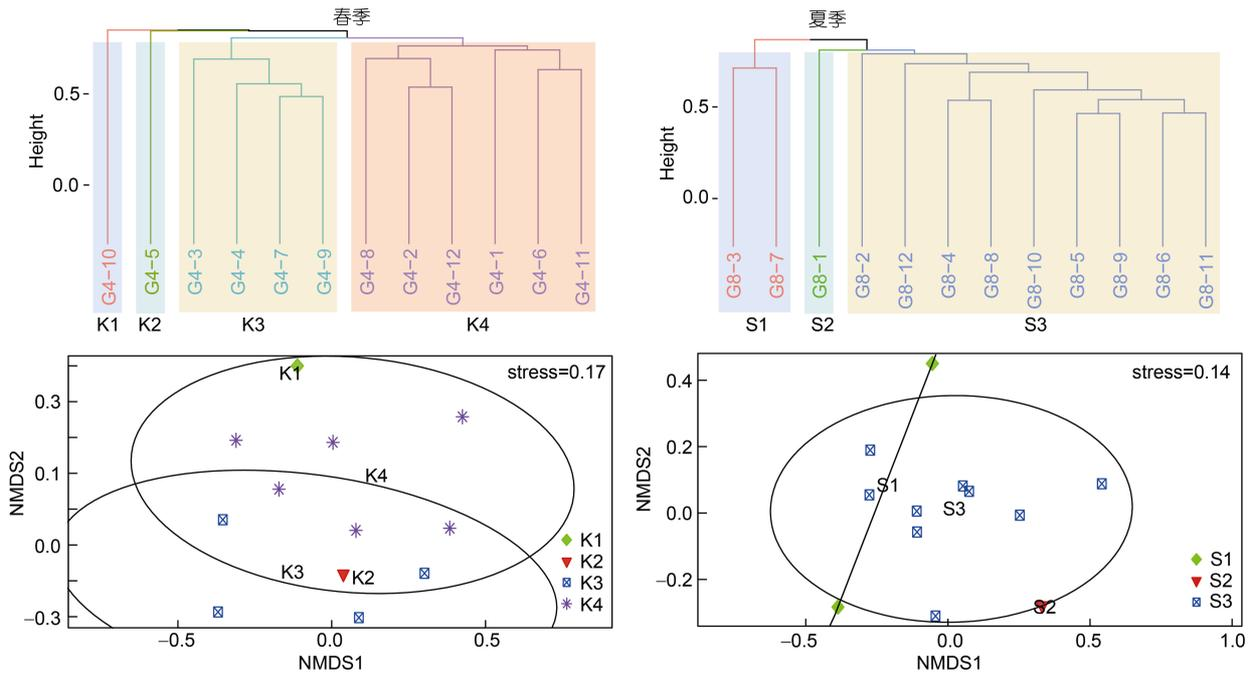 春季
Height
0.5
0.0
G4-10
G4-5
G4-3
G4-4
G4-7
G4-9
G4-8
G4-2
G4-12
G4-1
G4-6
G4-11
K1
K2
K3
K4
夏季
Height
0.5
0.0
G8-3
G8-7
G8-1
G8-2
G8-12
G8-4
G8-8
G8-10
G8-5
G8-9
G8-6
G8-11
S1
S2
S3
stress=0.17
NMDS2
0.3
0.1
0.0
−0.3
K1
K4
K3
K2
K1
K2
K3
K4
−0.5
0.0
0.5
NMDS1
stress=0.14
NMDS2
0.4
0.2
0.0
−0.2
S1
S3
S2
S1
S2
S3
−0.5
0.0
0.5
1.0
NMDS1